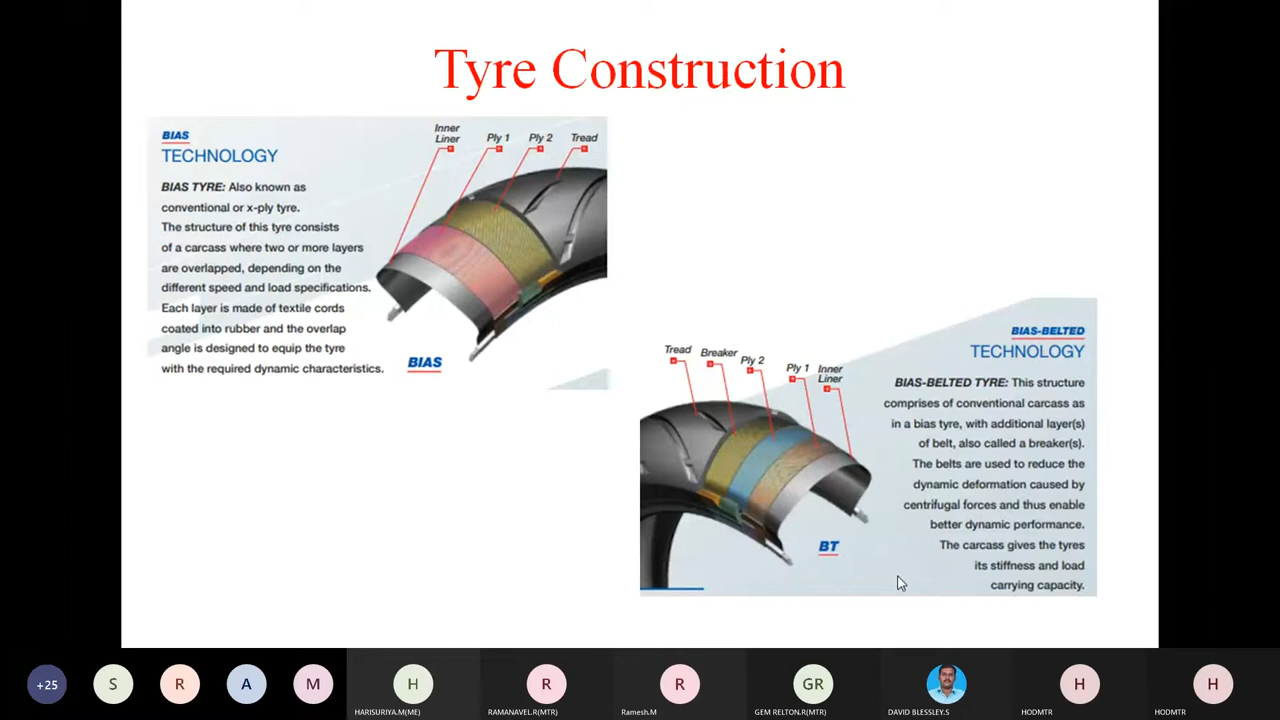 Tyre Construction
BIAS
TECHNOLOGY
Inner
Liner
Ply 1
Ply 2
Tread
BIAS TYRE: Also known as
conventional or x-ply tyre.
The structure of this tyre consists
of a carcass where two or more layers
are overlapped, depending on the
different speed and load specifications.
Each layer is made of textile cords
coated into rubber and the overlap
angle is designed to equip the tyre
with the required dynamic characteristics.
BIAS
BIAS-BELTED
TECHNOLOGY
Tread
Breaker
Ply 2
Ply 1
Inner
Liner
BIAS-BELTED TYRE: This structure
comprises of conventional carcass as
in a bias tyre, with additional layer(s)
of belt, also called a breaker(s).
The belts are used to reduce the
dynamic deformation caused by
centrifugal forces and thus enable
better dynamic performance.
The carcass gives the tyres
its stiffness and load
carrying capacity.
BT
+25
S
R
A
M
H
HARISURIYA.M(ME)
R
RAMANAVEL.R(MTR)
R
Ramesh.M
GR
GEM RELTON.R(MTR)
DAVID BLESSLEY.S
H
HODMTR
H
HODMTR